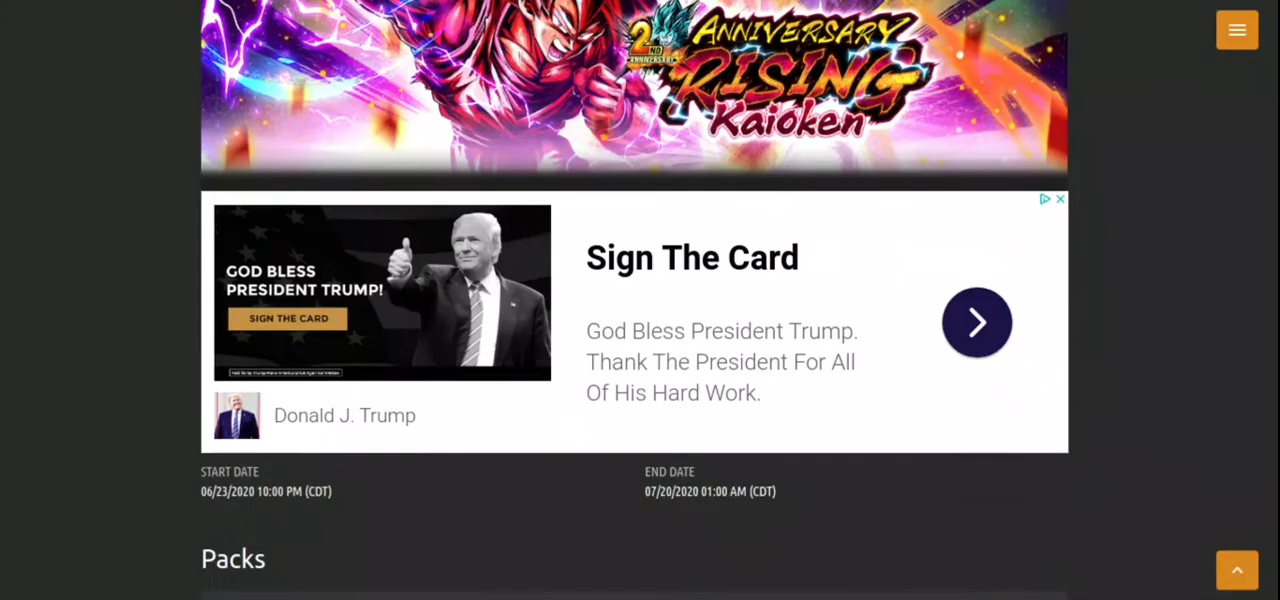 2ND
ANNIVERSARY
ANNIVERSARY
RISING
Kaioken
GOD BLESS
PRESIDENT TRUMP!
SIGN THE CARD
Sign The Card
God Bless President Trump.
Thank The President For All
Of His Hard Work.
Donald J. Trump
START DATE
06/23/2020 10:00 PM (CDT)
END DATE
07/20/2020 01:00 AM (CDT)
Packs